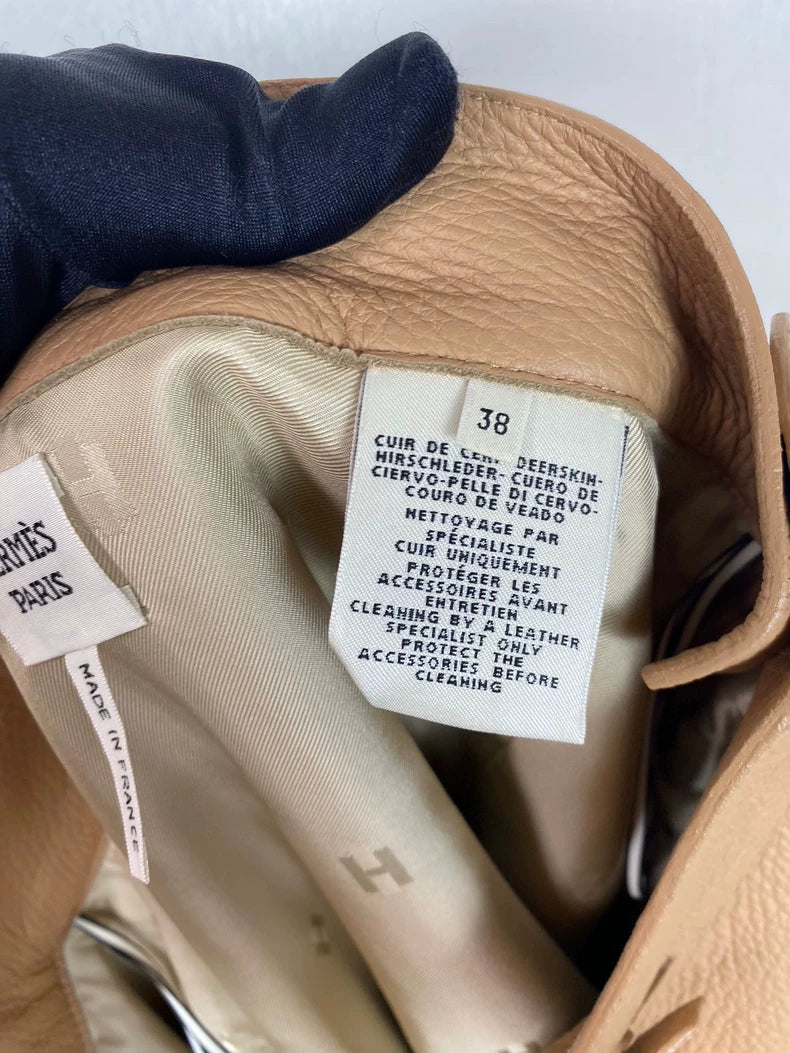 38
CUIR DE CERF DEERSKIN-
HIRSCHLEDER-CUERO DE
CIERVO-PELLE DI CERVO-
COURO DE VEADO
NETTOYAGE PAR
SPÉCIALISTE
CUIR UNIQUEMENT
PROTÉGER LES
ACCESSOIRES AVANT
ENTRETIEN
CLEANING BY A LEATHER
SPECIALIST ONLY
PROTECT THE
ACCESSORIES BEFORE
CLEANING
ERMÈS
PARIS
MADE IN FRANCE
H
H